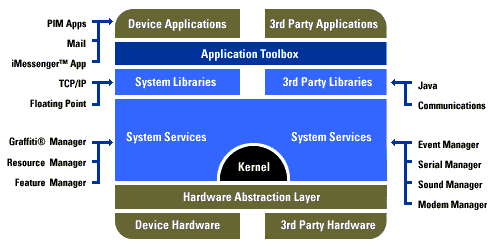 PIM Apps
Mail
iMessenger™ App
TCP/IP
Floating Point
Graffiti® Manager
Resource Manager
Feature Manager
Device Applications
3rd Party Applications
Application Toolbox
System Libraries
3rd Party Libraries
System Services
System Services
Kernel
Hardware Abstraction Layer
Device Hardware
3rd Party Hardware
Java
Communications
Event Manager
Serial Manager
Sound Manager
Modem Manager